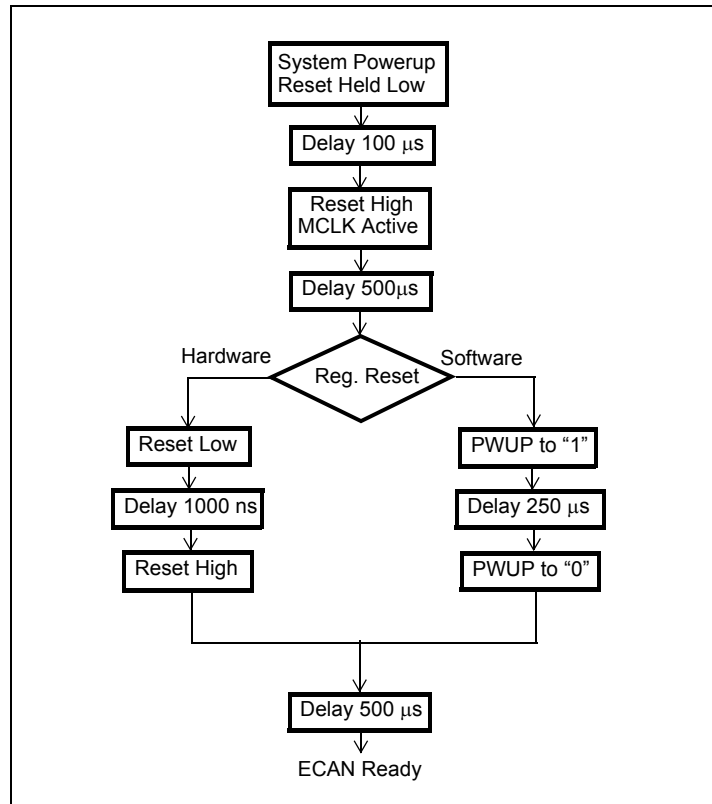 System Powerup
Reset Held Low
Delay 100 μs
Reset High
MCLK Active
Delay 500μs
Hardware
Software
Reg. Reset
Reset Low
PWUP to “1”
Delay 1000 ns
Delay 250 μs
Reset High
PWUP to “0”
Delay 500 μs
ECAN Ready